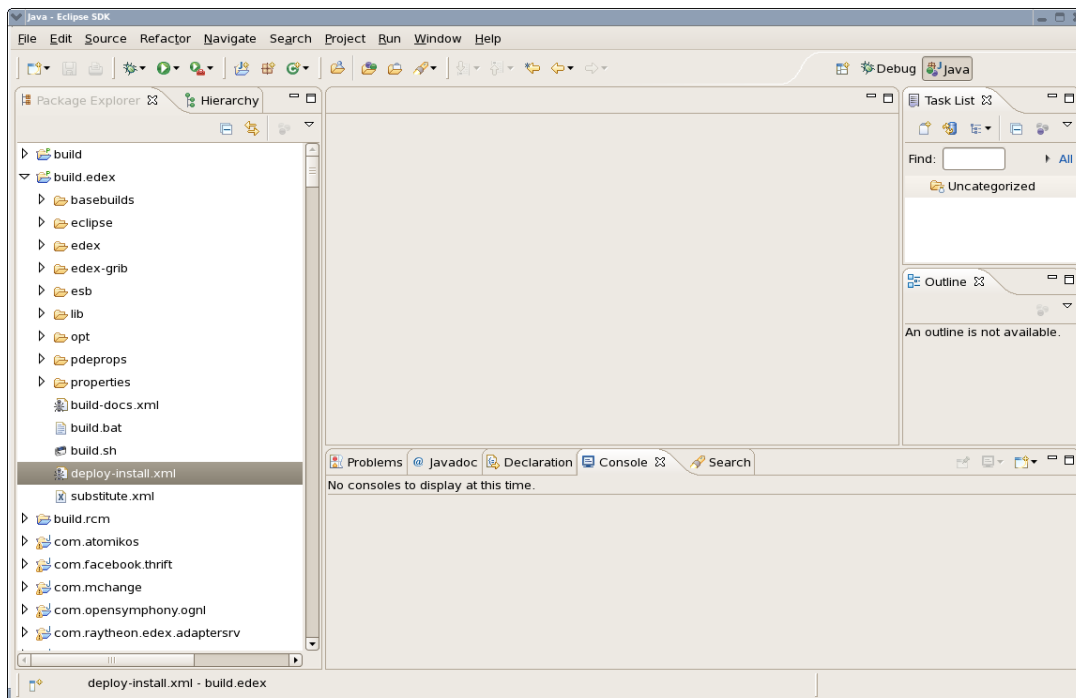 Java - Eclipse SDK
File Edit Source Refactor Navigate Search Project Run Window Help
Debug Java
Package Explorer Hierarchy
build
build.edex
basebuilds
eclipse
edex
edex-grib
esb
lib
opt
pdeprops
properties
build-docs.xml
build.bat
build.sh
deploy-install.xml
substitute.xml
build.rcm
com.atomikos
com.facebook.thrift
com.mchange
com.opensymphony.ognl
com.raytheon.edex.adaptersrv
Task List
Find: All
Uncategorized
Outline
An outline is not available.
Problems @ Javadoc Declaration Console Search
No consoles to display at this time.
deploy-install.xml - build.edex